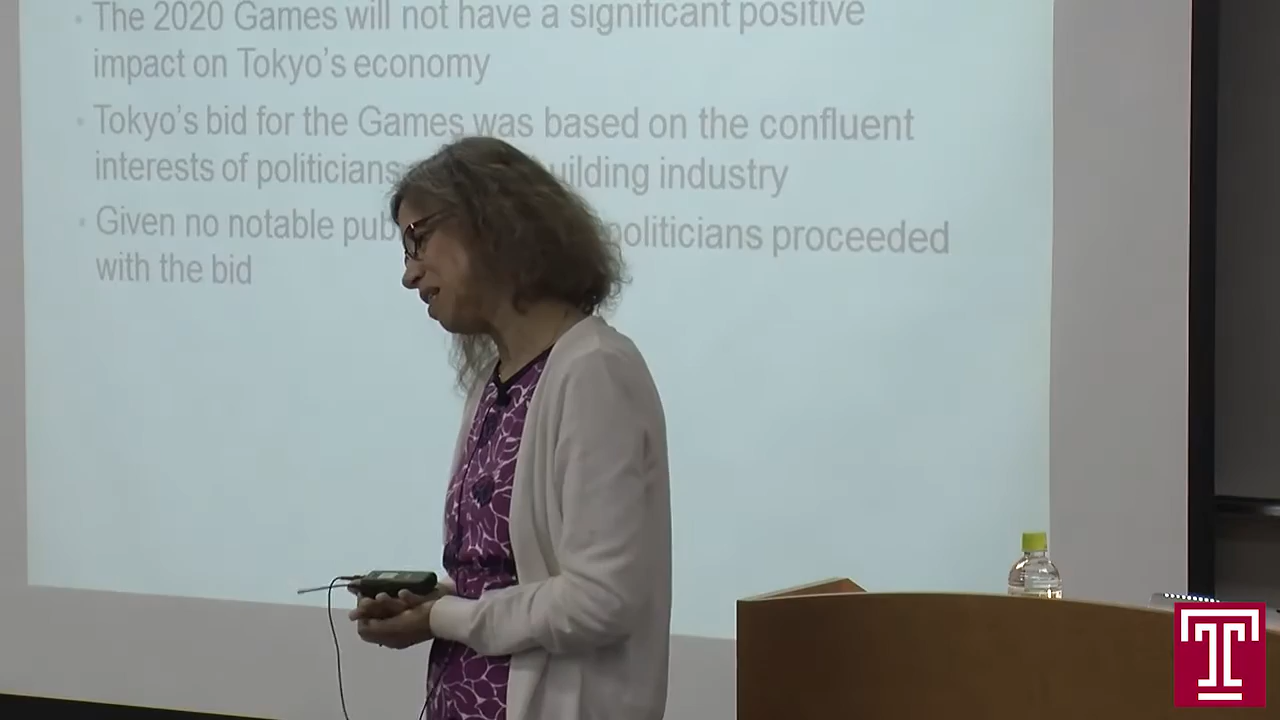 The 2020 Games will not have a significant positive
impact on Tokyo's economy
Tokyo's bid for the Games was based on the confluent
interests of politicians uilding industry
Given no notable pub politicians proceeded
with the bid
T